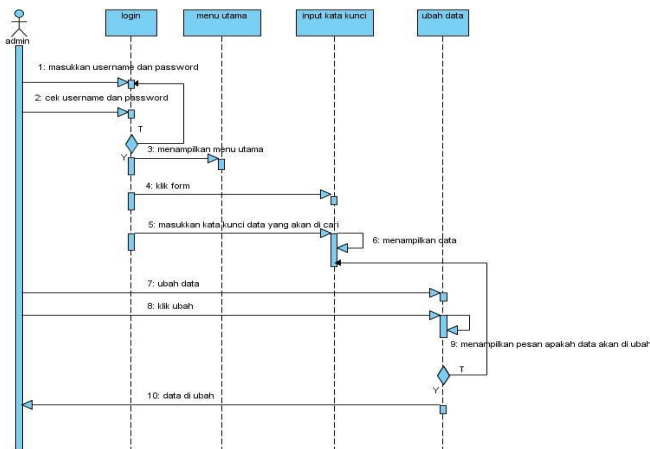 login
menu utama
input kata kunci
ubah data
admin
1: masukkan username dan password
2: cek username dan password
T
Y
3: menampilkan menu utama
4: klik form
5: masukkan kata kunci data yang akan di cari
6: menampilkan data
7: ubah data
8: klik ubah
9: menampilkan pesan apakah data akan di ubah
T
Y
10: data di ubah